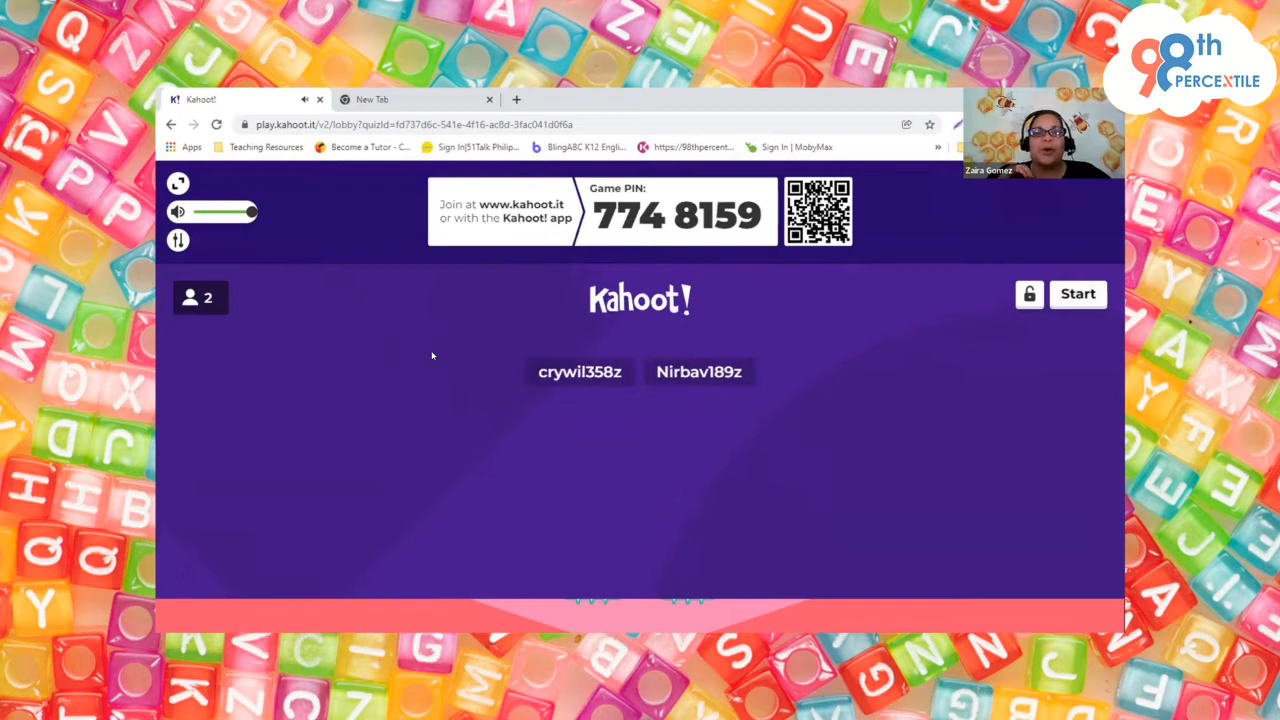 98th
PERCEXTILE
Kahoot!
New Tab
play.kahoot.it/v2/lobby?quizId=fd737d6c-541e-4f16-ac8d-3fac041d0f6a
Apps
Teaching Resources
Become a Tutor - C...
Sign In|51Talk Philip...
BlingABC K12 Engli...
https://98thpercent...
Sign In | MobyMax
»
Zaira Gomez
Join at www.kahoot.it
or with the Kahoot! app
Game PIN:
774 8159
2
Kahoot!
Start
crywil358z
Nirbav189z